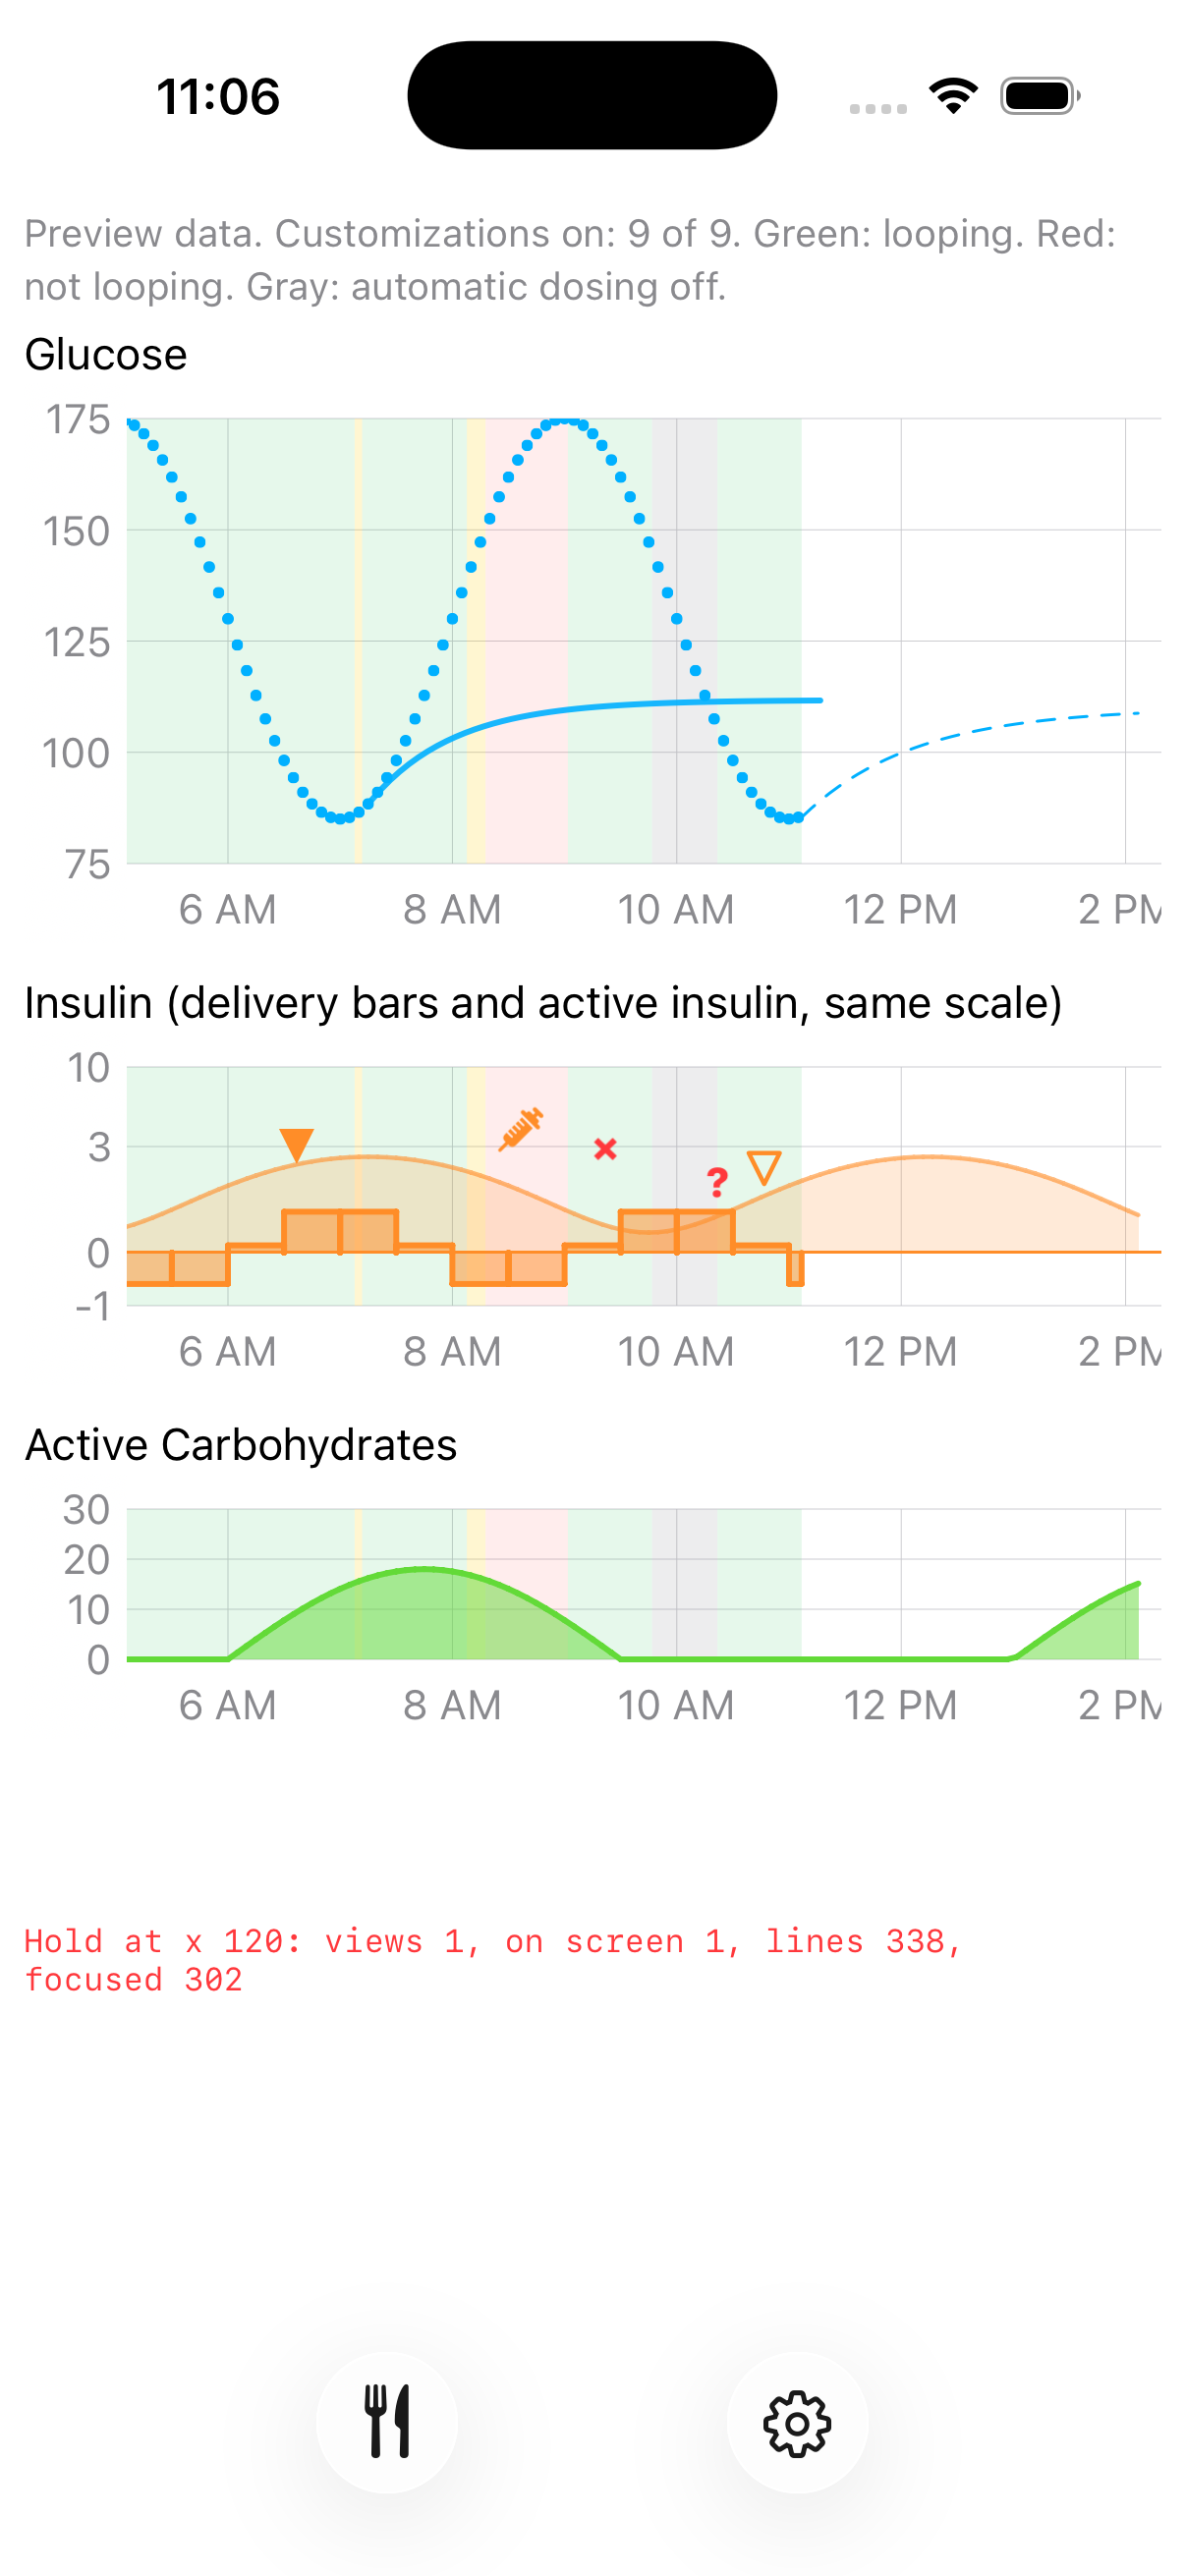 11:06
Preview data. Customizations on: 9 of 9. Green: looping. Red:
not looping. Gray: automatic dosing off.
Glucose
175
150
125
100
75
6 AM 8 AM 10 AM 12 PM 2 PM
Insulin (delivery bars and active insulin, same scale)
10
3
?
0
-1
6 AM 8 AM 10 AM 12 PM 2 PM
Active Carbohydrates
30
20
10
0
6 AM 8 AM 10 AM 12 PM 2 PM
Hold at x 120: views 1, on screen 1, lines 338,
focused 302